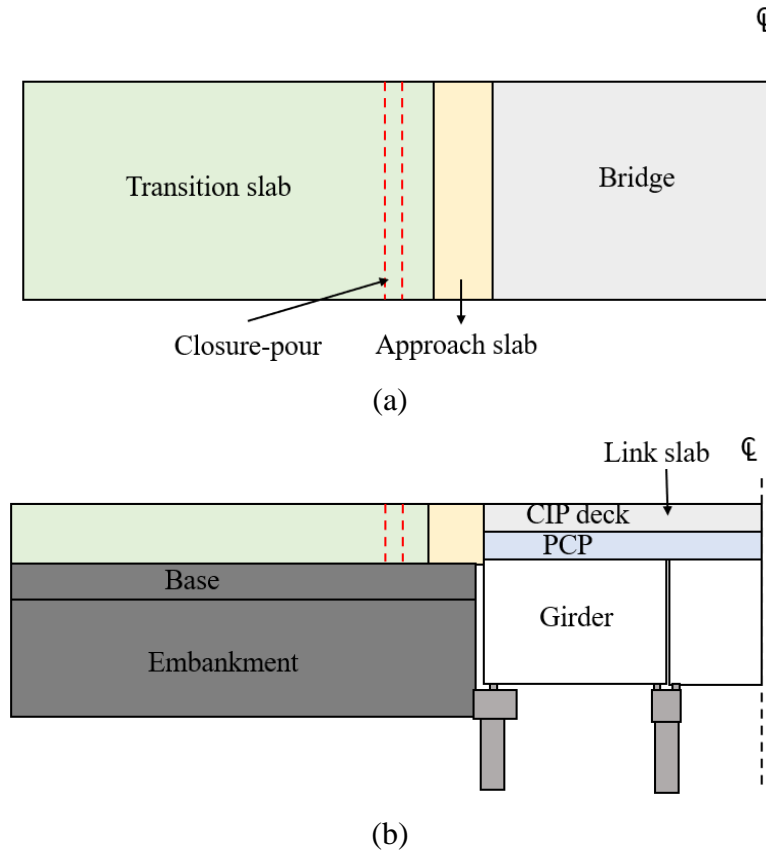 ℄
Transition slab
Bridge
Closure-pour
Approach slab
(a)
℄
Link slab
CIP deck
PCP
Base
Girder
Embankment
(b)